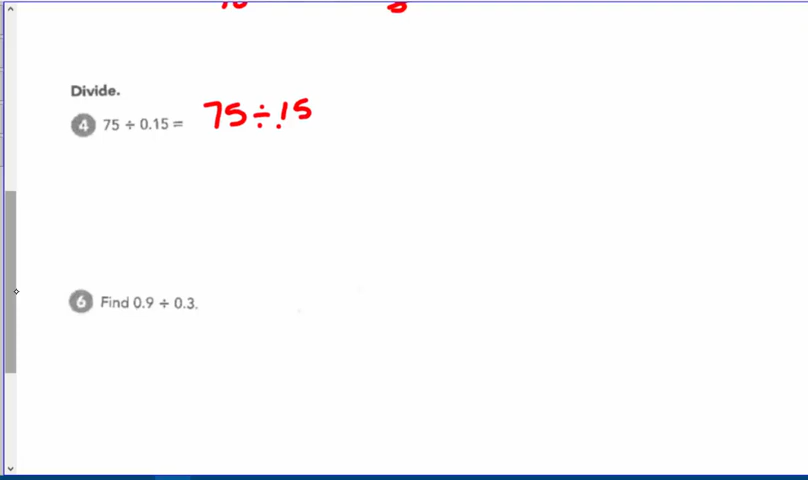 Divide.
4 75 ÷ 0.15 = 75 ÷ .15
6 Find 0.9 ÷ 0.3.